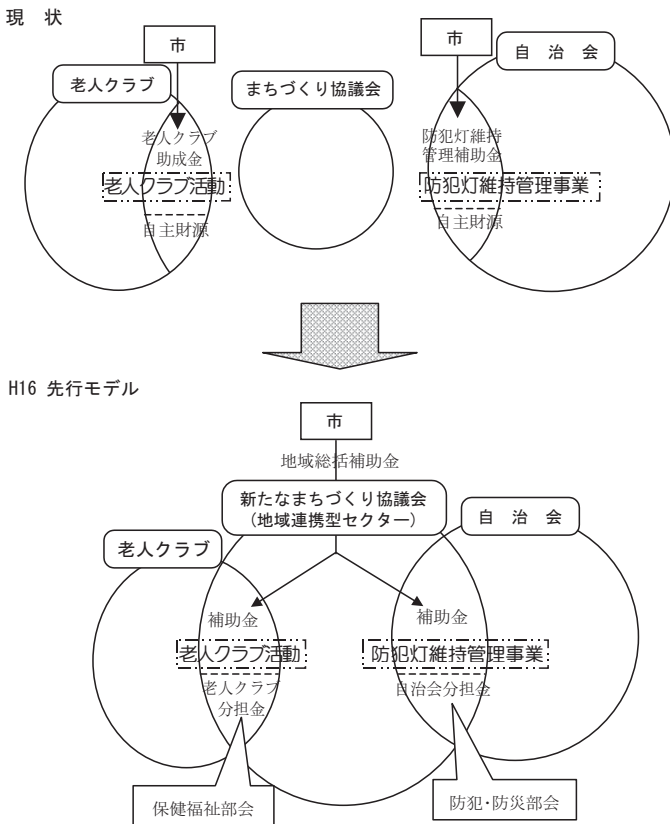 現 状
市
市
自 治 会
老人クラブ
まちづくり協議会
老人クラブ
助成金
防犯灯維持
管理補助金
老人クラブ活動
防犯灯維持管理事業
自主財源
自主財源
H16 先行モデル
市
地域総括補助金
新たなまちづくり協議会
(地域連携型セクター)
自 治 会
老人クラブ
補助金
補助金
老人クラブ活動
防犯灯維持管理事業
老人クラブ
分担金
自治会分担金
保健福祉部会
防犯・防災部会